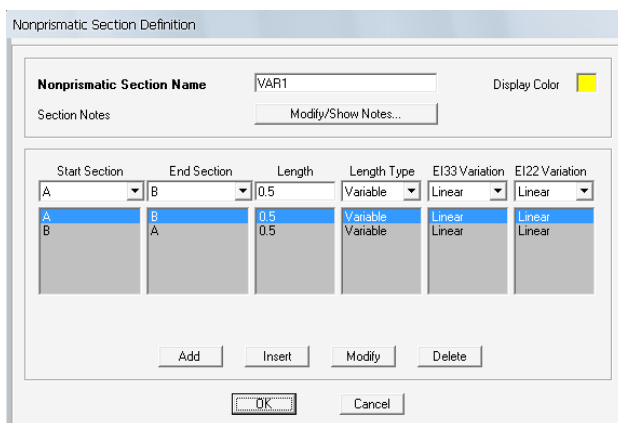 Nonprismatic Section Definition
Nonprismatic Section Name VAR1 Display Color
Section Notes Modify/Show Notes...
Start Section End Section Length Length Type EI33 Variation EI22 Variation
A B 0.5 Variable Linear Linear
A B 0.5 Variable Linear Linear
B A 0.5 Variable Linear Linear
Add Insert Modify Delete
OK Cancel